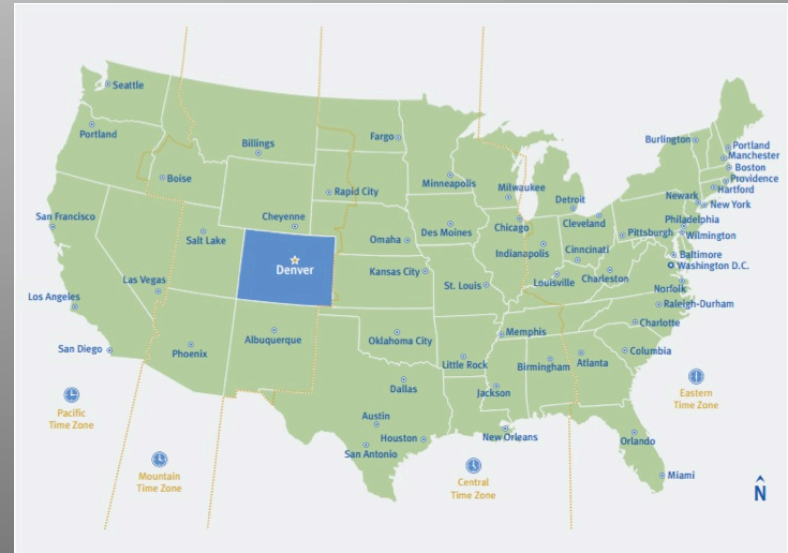 Seattle
Portland
Billings
Fargo
Burlington
Portland
Manchester
Boston
Providence
Hartford
Boise
Rapid City
Minneapolis
Milwaukee
Detroit
Newark
New York
San Francisco
Cheyenne
Salt Lake
Omaha
Des Moines
Chicago
Cleveland
Philadelphia
Pittsburgh
Wilmington
Indianapolis
Cinncinati
Baltimore
Washington D.C.
Denver
Kansas City
St. Louis
Louisville
Charleston
Norfolk
Las Vegas
Los Angeles
Raleigh-Durham
Charlotte
San Diego
Phoenix
Albuquerque
Oklahoma City
Memphis
Little Rock
Birmingham
Atlanta
Columbia
Dallas
Jackson
Austin
Houston
San Antonio
New Orleans
Orlando
Miami
Pacific
Time Zone
Mountain
Time Zone
Central
Time Zone
Eastern
Time Zone
N